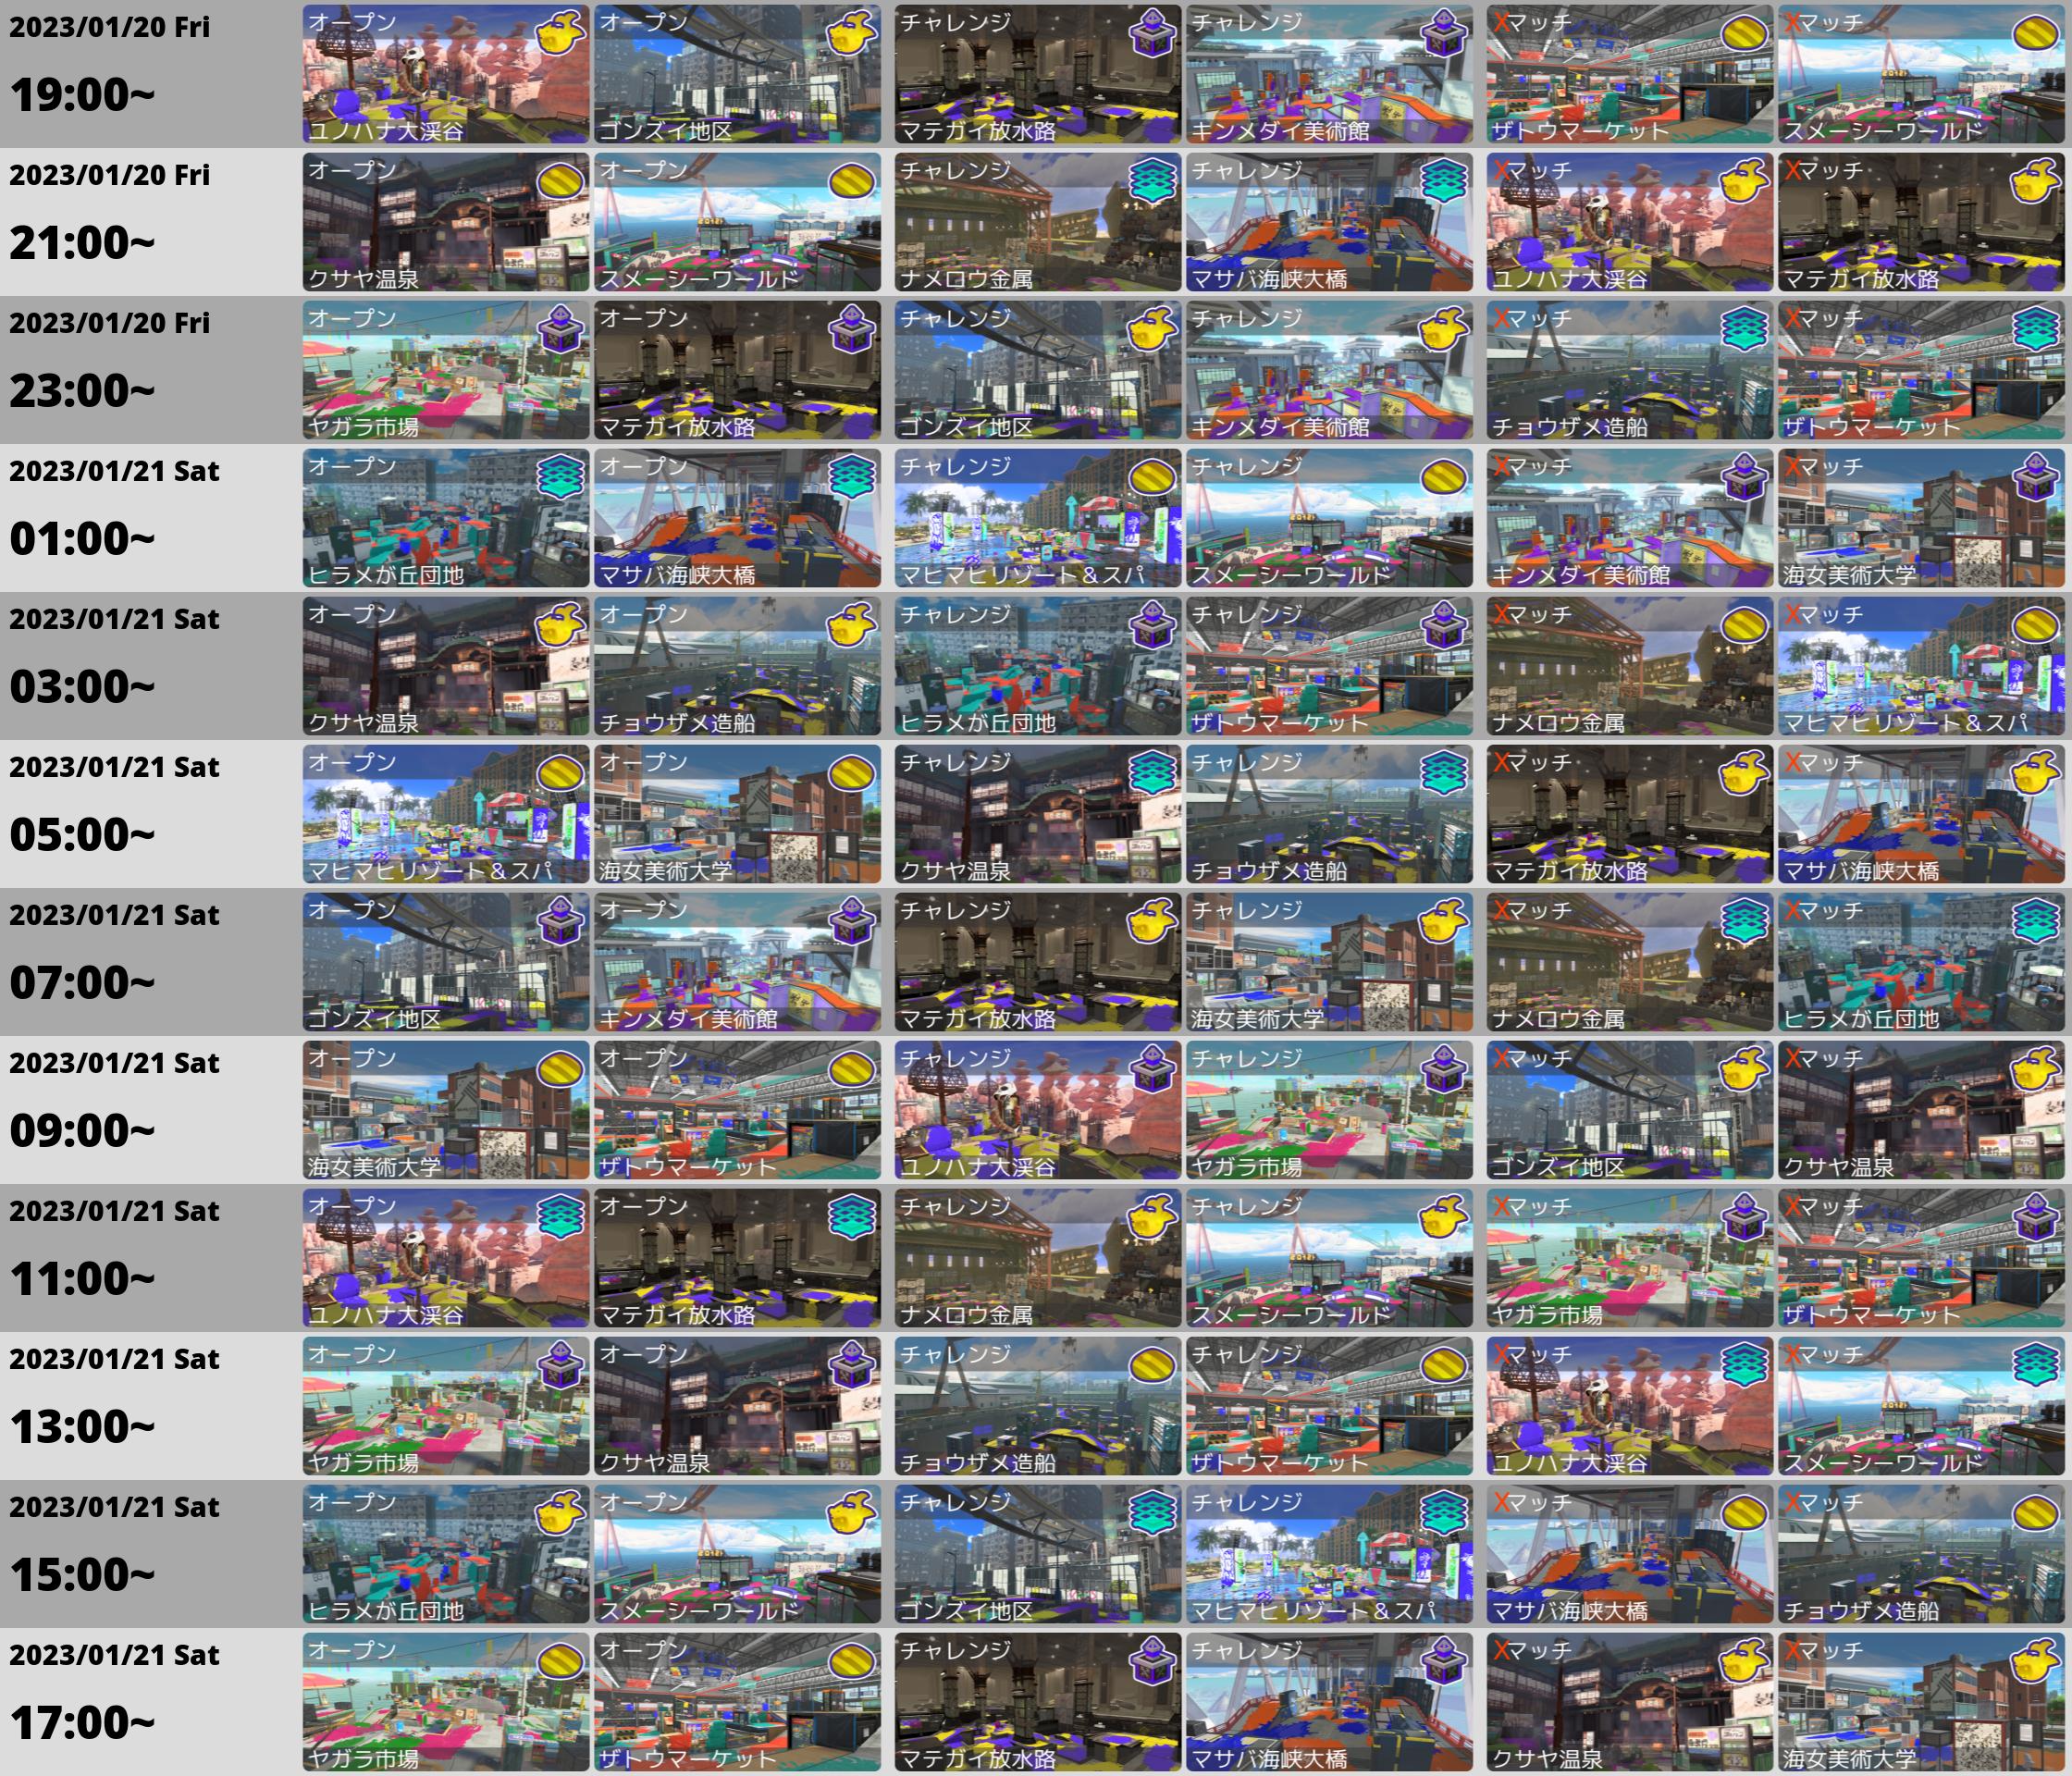 2023/01/20 Fri
19:00~
オープン オープン チャレンジ チャレンジ Xマッチ Xマッチ
ユノハナ大渓谷 ゴンズイ地区 マテガイ放水路 キンメダイ美術館 ザトウマーケット スメーシーワールド
2023/01/20 Fri
21:00~
オープン オープン チャレンジ チャレンジ Xマッチ Xマッチ
クサヤ温泉 スメーシーワールド ナメロウ金属 マサバ海峡大橋 ユノハナ大渓谷 マテガイ放水路
2023/01/20 Fri
23:00~
オープン オープン チャレンジ チャレンジ Xマッチ Xマッチ
ヤガラ市場 マテガイ放水路 ゴンズイ地区 キンメダイ美術館 チョウザメ造船 ザトウマーケット
2023/01/21 Sat
01:00~
オープン オープン チャレンジ チャレンジ Xマッチ Xマッチ
ヒラメが丘団地 マサバ海峡大橋 マヒマヒリゾート＆スパ スメーシーワールド キンメダイ美術館 海女美術大学
2023/01/21 Sat
03:00~
オープン オープン チャレンジ チャレンジ Xマッチ Xマッチ
クサヤ温泉 チョウザメ造船 ヒラメが丘団地 ザトウマーケット ナメロウ金属 マヒマヒリゾート＆スパ
2023/01/21 Sat
05:00~
オープン オープン チャレンジ チャレンジ Xマッチ Xマッチ
マヒマヒリゾート＆スパ 海女美術大学 クサヤ温泉 チョウザメ造船 マテガイ放水路 マサバ海峡大橋
2023/01/21 Sat
07:00~
オープン オープン チャレンジ チャレンジ Xマッチ Xマッチ
ゴンズイ地区 キンメダイ美術館 マテガイ放水路 海女美術大学 ナメロウ金属 ヒラメが丘団地
2023/01/21 Sat
09:00~
オープン オープン チャレンジ チャレンジ Xマッチ Xマッチ
海女美術大学 ザトウマーケット ユノハナ大渓谷 ヤガラ市場 ゴンズイ地区 クサヤ温泉
2023/01/21 Sat
11:00~
オープン オープン チャレンジ チャレンジ Xマッチ Xマッチ
ユノハナ大渓谷 マテガイ放水路 ナメロウ金属 スメーシーワールド ヤガラ市場 ザトウマーケット
2023/01/21 Sat
13:00~
オープン オープン チャレンジ チャレンジ Xマッチ Xマッチ
ヤガラ市場 クサヤ温泉 チョウザメ造船 ザトウマーケット ユノハナ大渓谷 スメーシーワールド
2023/01/21 Sat
15:00~
オープン オープン チャレンジ チャレンジ Xマッチ Xマッチ
ヒラメが丘団地 スメーシーワールド ゴンズイ地区 マヒマヒリゾート＆スパ マサバ海峡大橋 チョウザメ造船
2023/01/21 Sat
17:00~
オープン オープン チャレンジ チャレンジ Xマッチ Xマッチ
ヤガラ市場 ザトウマーケット マテガイ放水路 マサバ海峡大橋 クサヤ温泉 海女美術大学